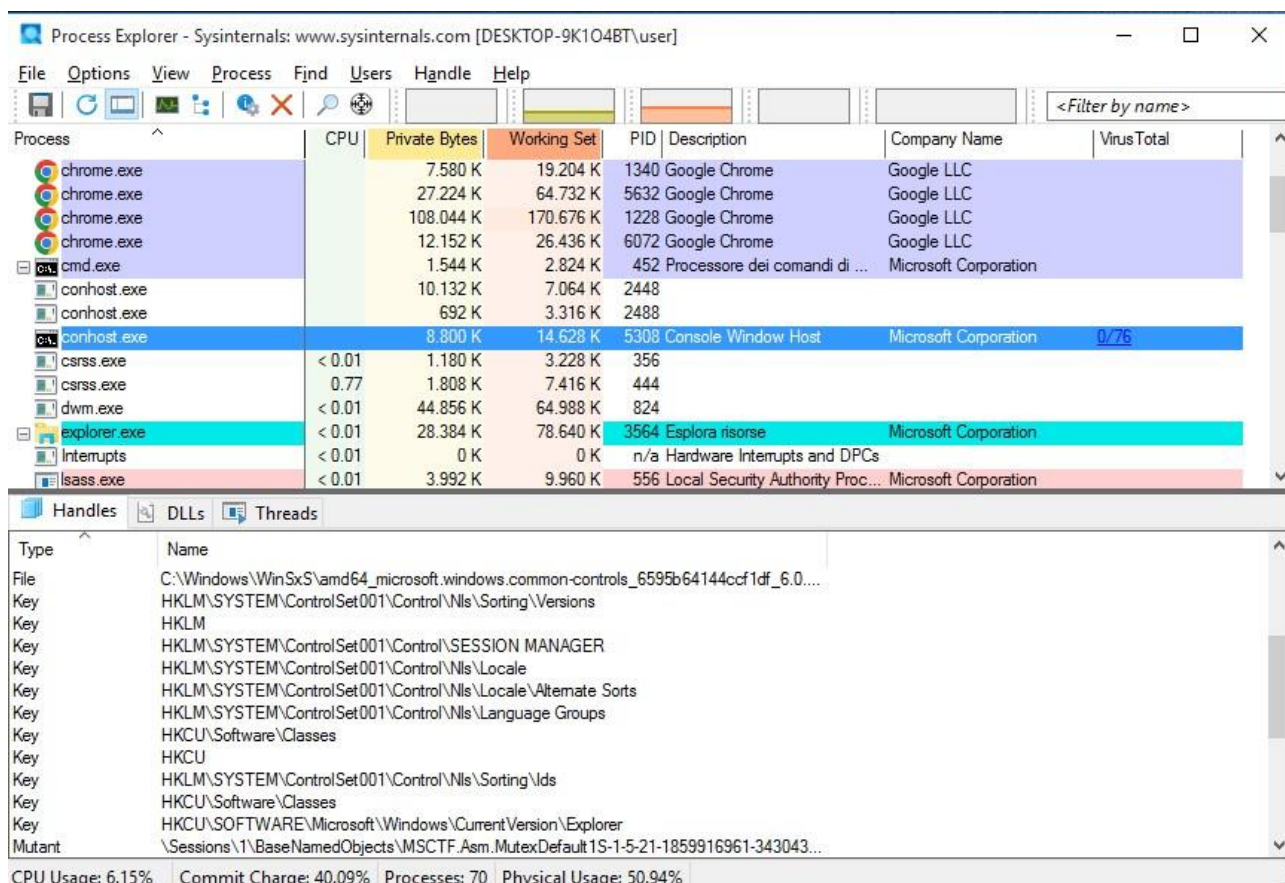 Process Explorer - Sysinternals: www.sysinternals.com [DESKTOP-9K1O4BT\user]
File Options View Process Find Users Handle Help
<Filter by name>
Process CPU Private Bytes Working Set PID Description Company Name VirusTotal
chrome.exe 7.580 K 19.204 K 1340 Google Chrome Google LLC
chrome.exe 27.224 K 64.732 K 5632 Google Chrome Google LLC
chrome.exe 108.044 K 170.676 K 1228 Google Chrome Google LLC
chrome.exe 12.152 K 26.436 K 6072 Google Chrome Google LLC
cmd.exe 1.544 K 2.824 K 452 Processore dei comandi di ... Microsoft Corporation
conhost.exe 10.132 K 7.064 K 2448
conhost.exe 692 K 3.316 K 2488
conhost.exe 8.800 K 14.628 K 5308 Console Window Host Microsoft Corporation 0/76
csrss.exe < 0.01 1.180 K 3.228 K 356
csrss.exe 0.77 1.808 K 7.416 K 444
dwm.exe < 0.01 44.856 K 64.988 K 824
explorer.exe < 0.01 28.384 K 78.640 K 3564 Esplora risorse Microsoft Corporation
Interrupts < 0.01 0 K 0 K n/a Hardware Interrupts and DPCs
lsass.exe < 0.01 3.992 K 9.960 K 556 Local Security Authority Proc... Microsoft Corporation
Handles DLLs Threads
Type Name
File C:\Windows\WinSxS\amd64_microsoft.windows.common-controls_6595b64144ccf1df_6.0....
Key HKLM\SYSTEM\ControlSet001\Control\Nls\Sorting\Versions
Key HKLM
Key HKLM\SYSTEM\ControlSet001\Control\SESSION MANAGER
Key HKLM\SYSTEM\ControlSet001\Control\Nls\Locale
Key HKLM\SYSTEM\ControlSet001\Control\Nls\Locale\Alternate Sorts
Key HKLM\SYSTEM\ControlSet001\Control\Nls\Language Groups
Key HKCU\Software\Classes
Key HKCU
Key HKLM\SYSTEM\ControlSet001\Control\Nls\Sorting\Ids
Key HKCU\Software\Classes
Key HKCU\SOFTWARE\Microsoft\Windows\CurrentVersion\Explorer
Mutant \Sessions\1\BaseNamedObjects\MSCTF.Asm.MutexDefault1S-1-5-21-1859916961-343043...
CPU Usage: 6.15% Commit Charge: 40.09% Processes: 70 Physical Usage: 50.94%